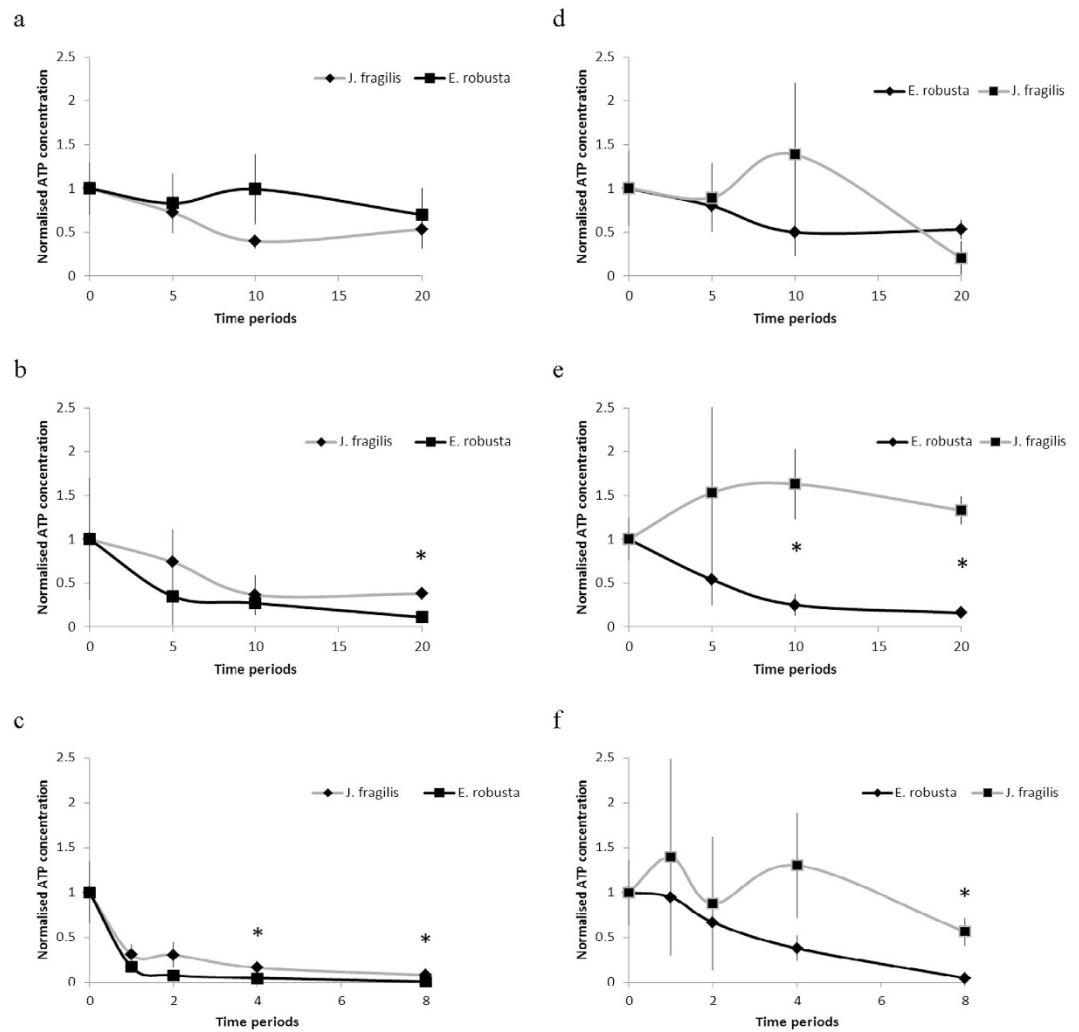 a
2.5
2
1.5
1
0.5
0
Normalised ATP concentration
J. fragilis E. robusta
0 5 10 15 20
Time periods
d
2.5
2
1.5
1
0.5
0
Normalised ATP concentration
E. robusta J. fragilis
0 5 10 15 20
Time periods
b
2.5
2
1.5
1
0.5
0
Normalised ATP concentration
J. fragilis E. robusta
*
0 5 10 15 20
Time periods
e
2.5
2
1.5
1
0.5
0
Normalised ATP concentration
E. robusta J. fragilis
* *
0 5 10 15 20
Time periods
c
2.5
2
1.5
1
0.5
0
Normalised ATP concentration
J. fragilis E. robusta
* *
0 2 4 6 8
Time periods
f
2.5
2
1.5
1
0.5
0
Normalised ATP concentration
E. robusta J. fragilis
*
0 2 4 6 8
Time periods